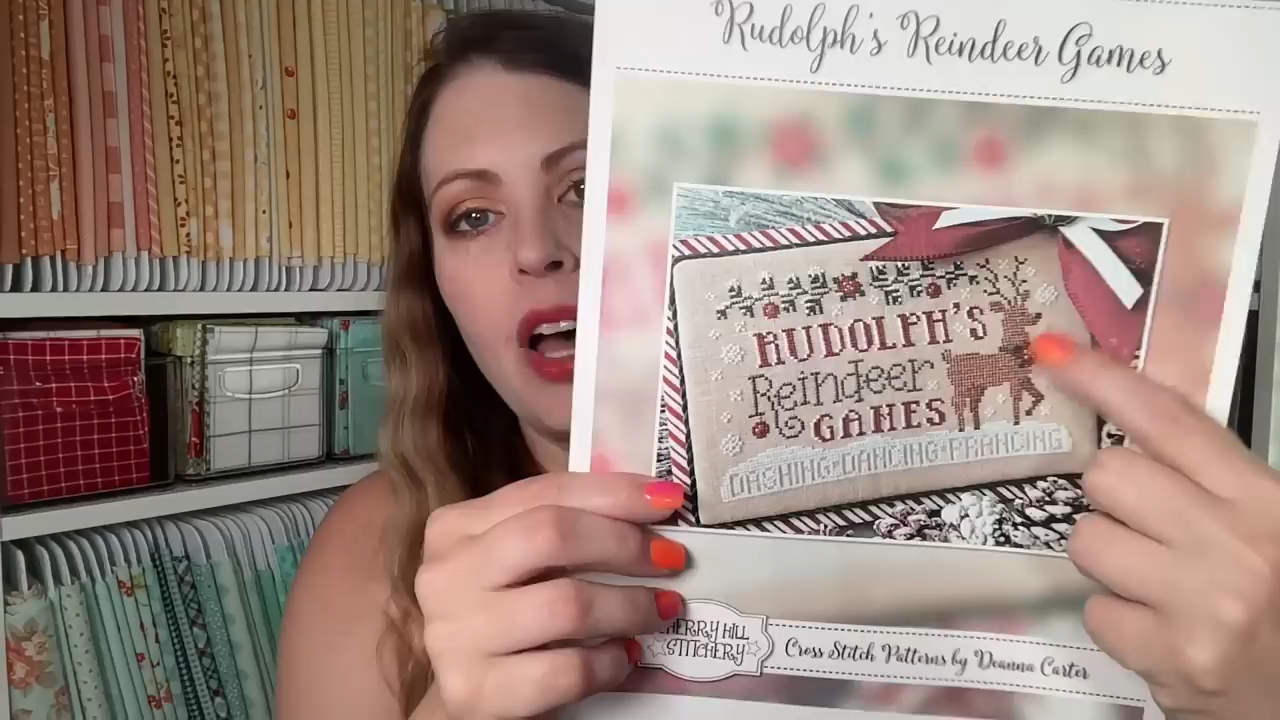 Rudolph's Reindeer Games
RUDOLPH'S
Reindeer
GAMES
DASHING•DANCING•PRANCING
HERRY HILL
STITCHERY
Cross Stitch Patterns by Deanna Carter